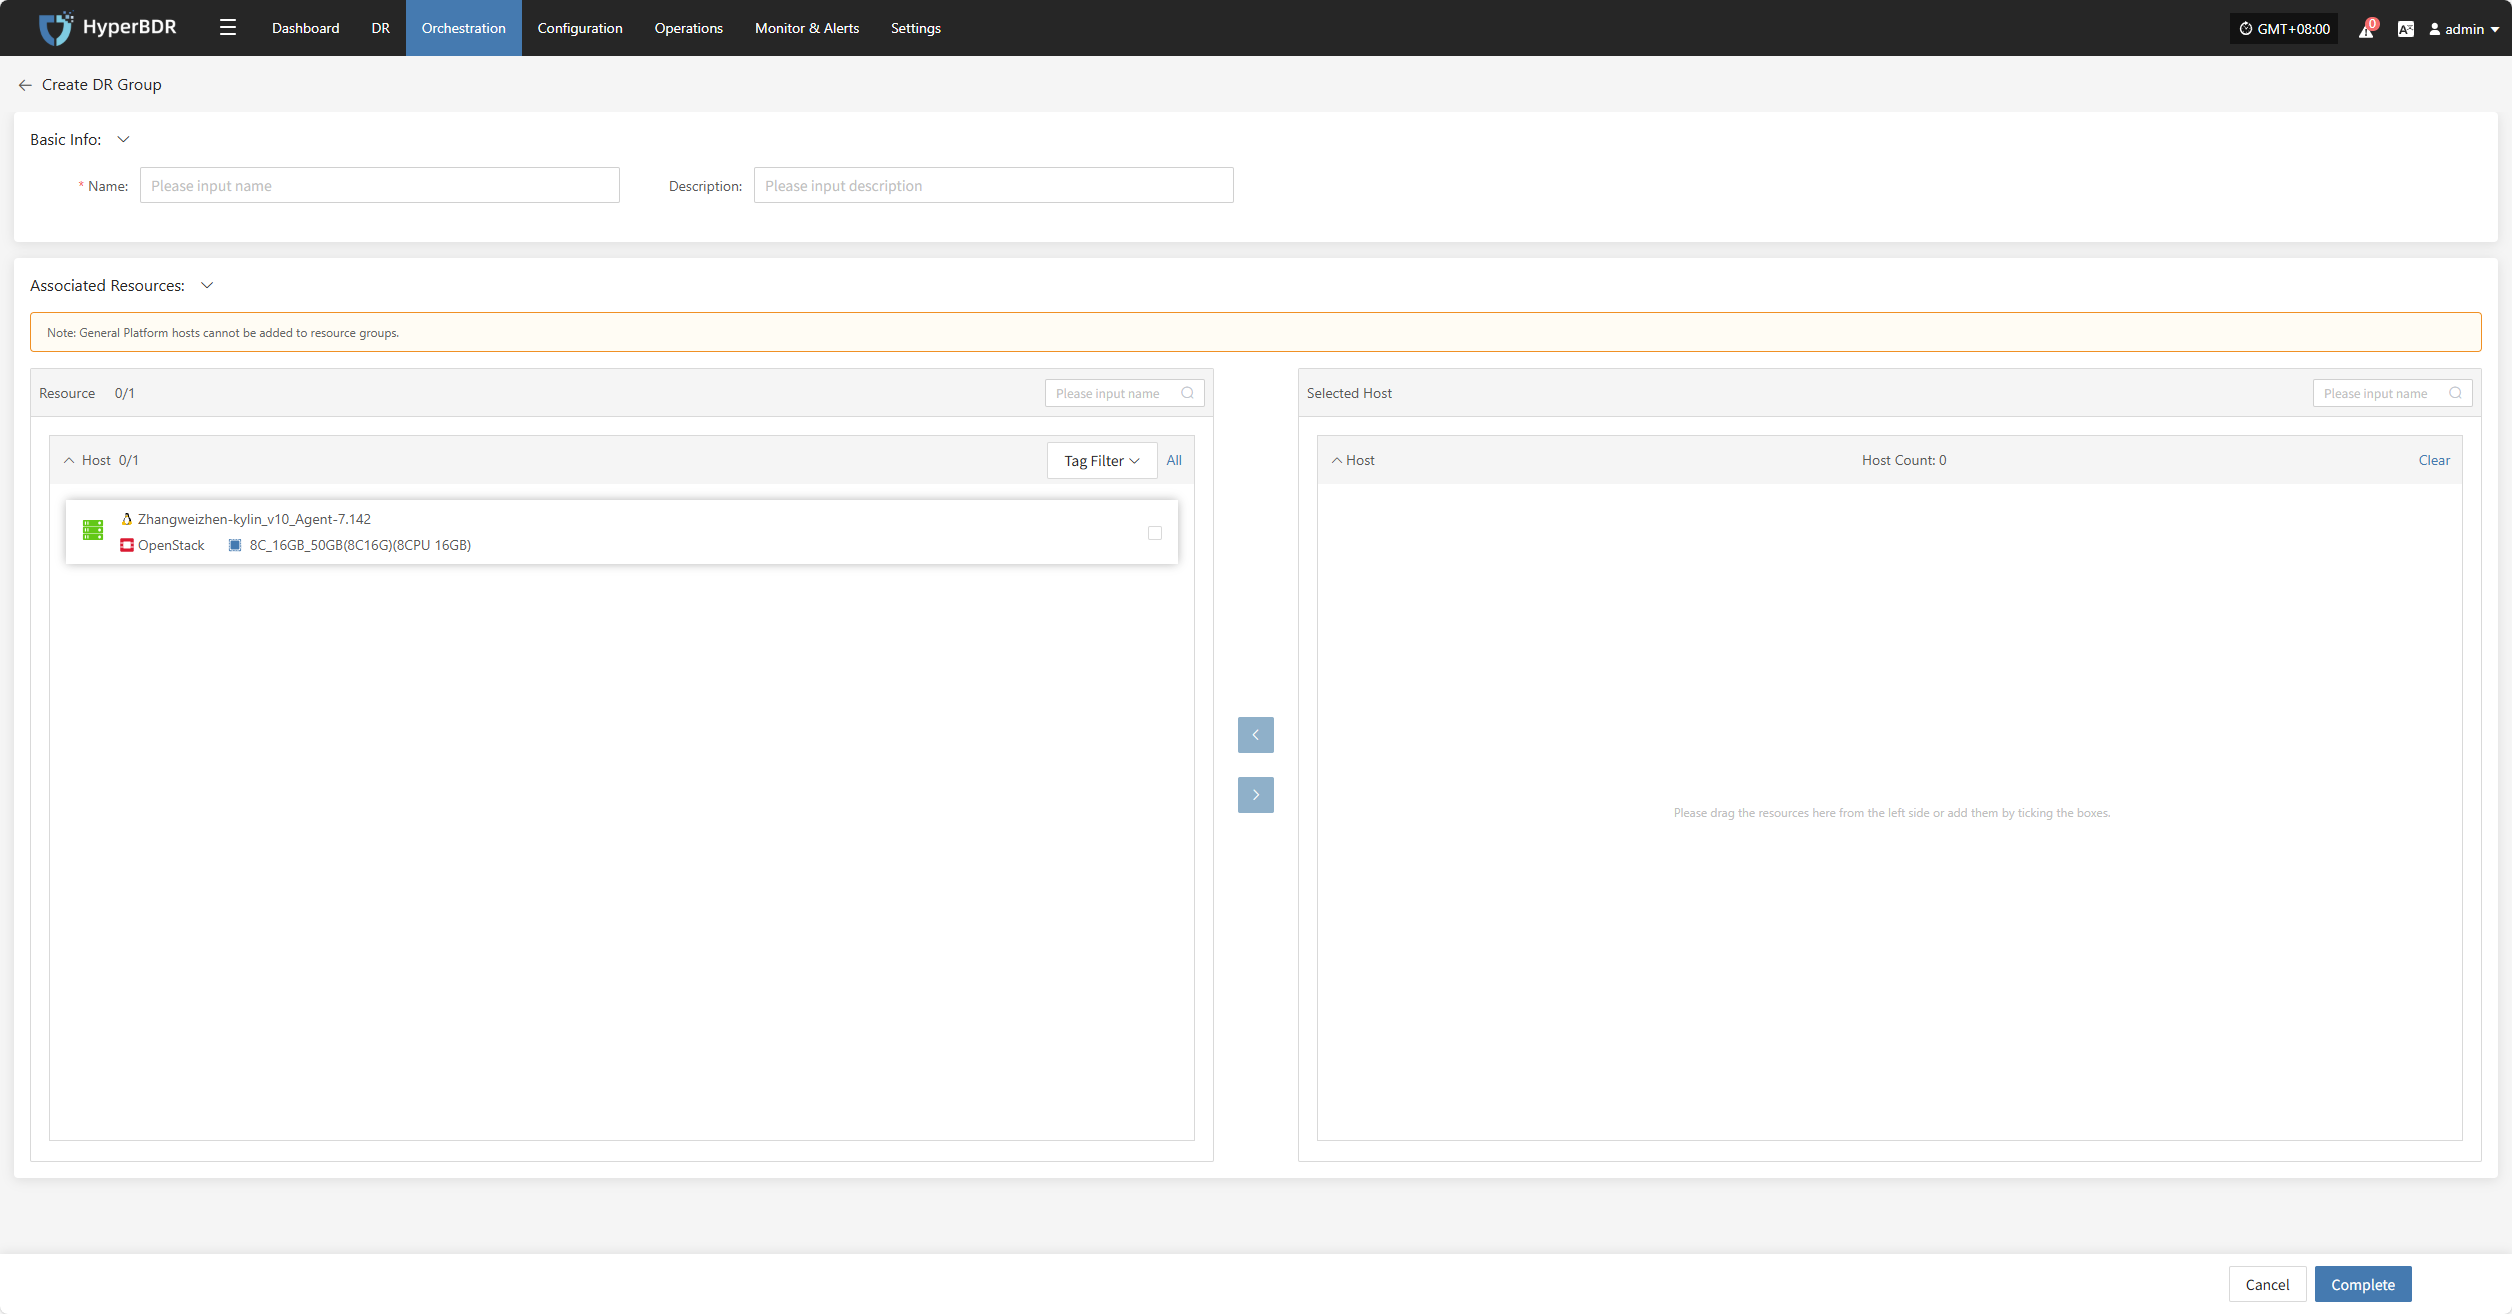 HyperBDR
Dashboard
DR
Orchestration
Configuration
Operations
Monitor & Alerts
Settings
GMT+08:00
0
admin
Create DR Group
Basic Info:
* Name:
Please input name
Description:
Please input description
Associated Resources:
Note: General Platform hosts cannot be added to resource groups.
Resource 0/1
Please input name
Host 0/1
Tag Filter
All
Zhangweizhen-kylin_v10_Agent-7.142
OpenStack
8C_16GB_50GB(8C16G)(8CPU 16GB)
Selected Host
Please input name
Host
Host Count: 0
Clear
Please drag the resources here from the left side or add them by ticking the boxes.
Cancel
Complete